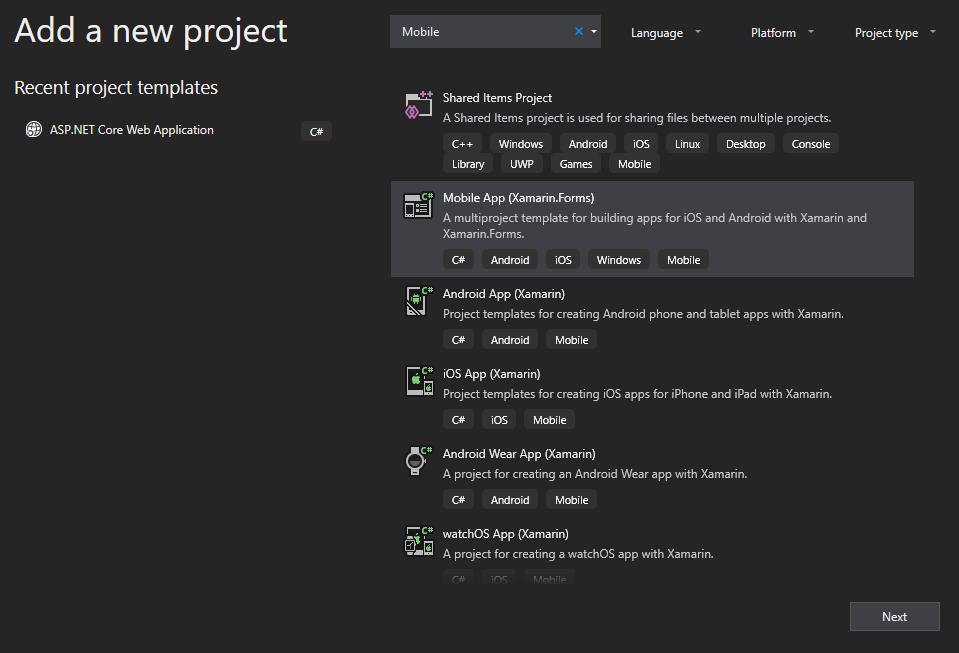 Add a new project
Mobile
Language
Platform
Project type
Recent project templates
ASP.NET Core Web Application
C#
Shared Items Project
A Shared Items project is used for sharing files between multiple projects.
C++ Windows Android iOS Linux Desktop Console
Library UWP Games Mobile
Mobile App (Xamarin.Forms)
A multiproject template for building apps for iOS and Android with Xamarin and
Xamarin.Forms.
C# Android iOS Windows Mobile
Android App (Xamarin)
Project templates for creating Android phone and tablet apps with Xamarin.
C# Android Mobile
iOS App (Xamarin)
Project templates for creating iOS apps for iPhone and iPad with Xamarin.
C# iOS Mobile
Android Wear App (Xamarin)
A project for creating an Android Wear app with Xamarin.
C# Android Mobile
watchOS App (Xamarin)
A project for creating a watchOS app with Xamarin.
C# iOS Mobile
Next